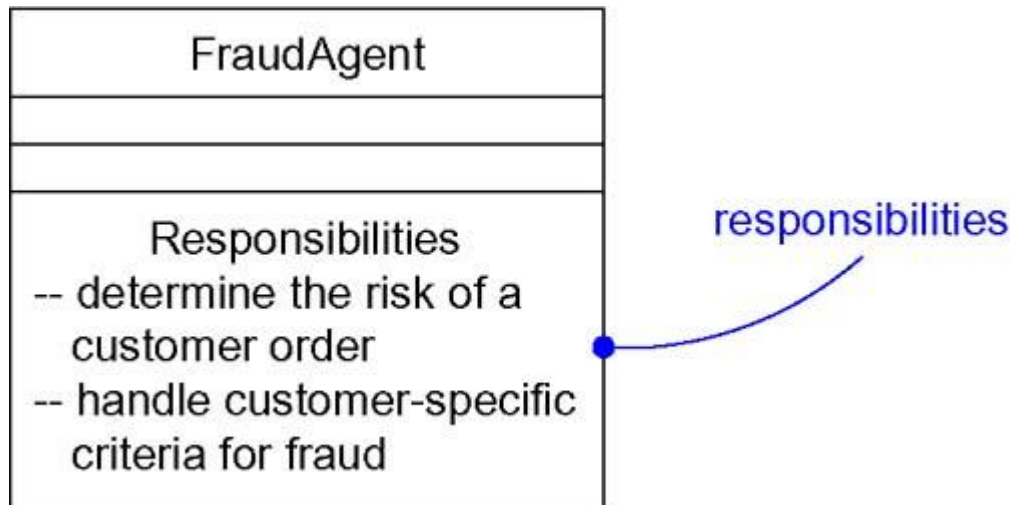 FraudAgent
Responsibilities
-- determine the risk of a
customer order
-- handle customer-specific
criteria for fraud
responsibilities